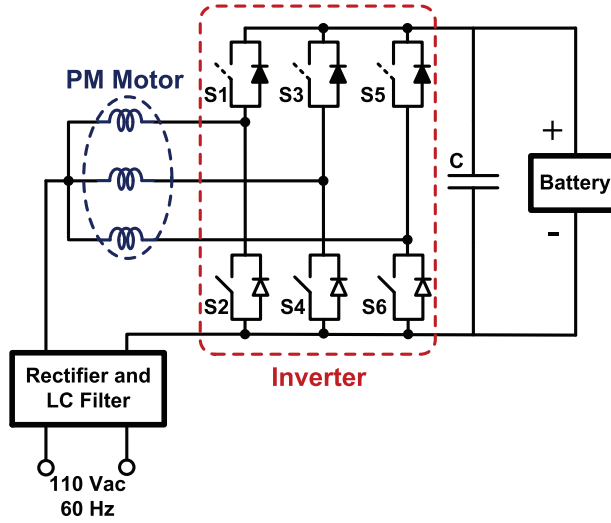 PM Motor
S1
S3
S5
C
+
Battery
-
S2
S4
S6
Inverter
Rectifier and
LC Filter
110 Vac
60 Hz